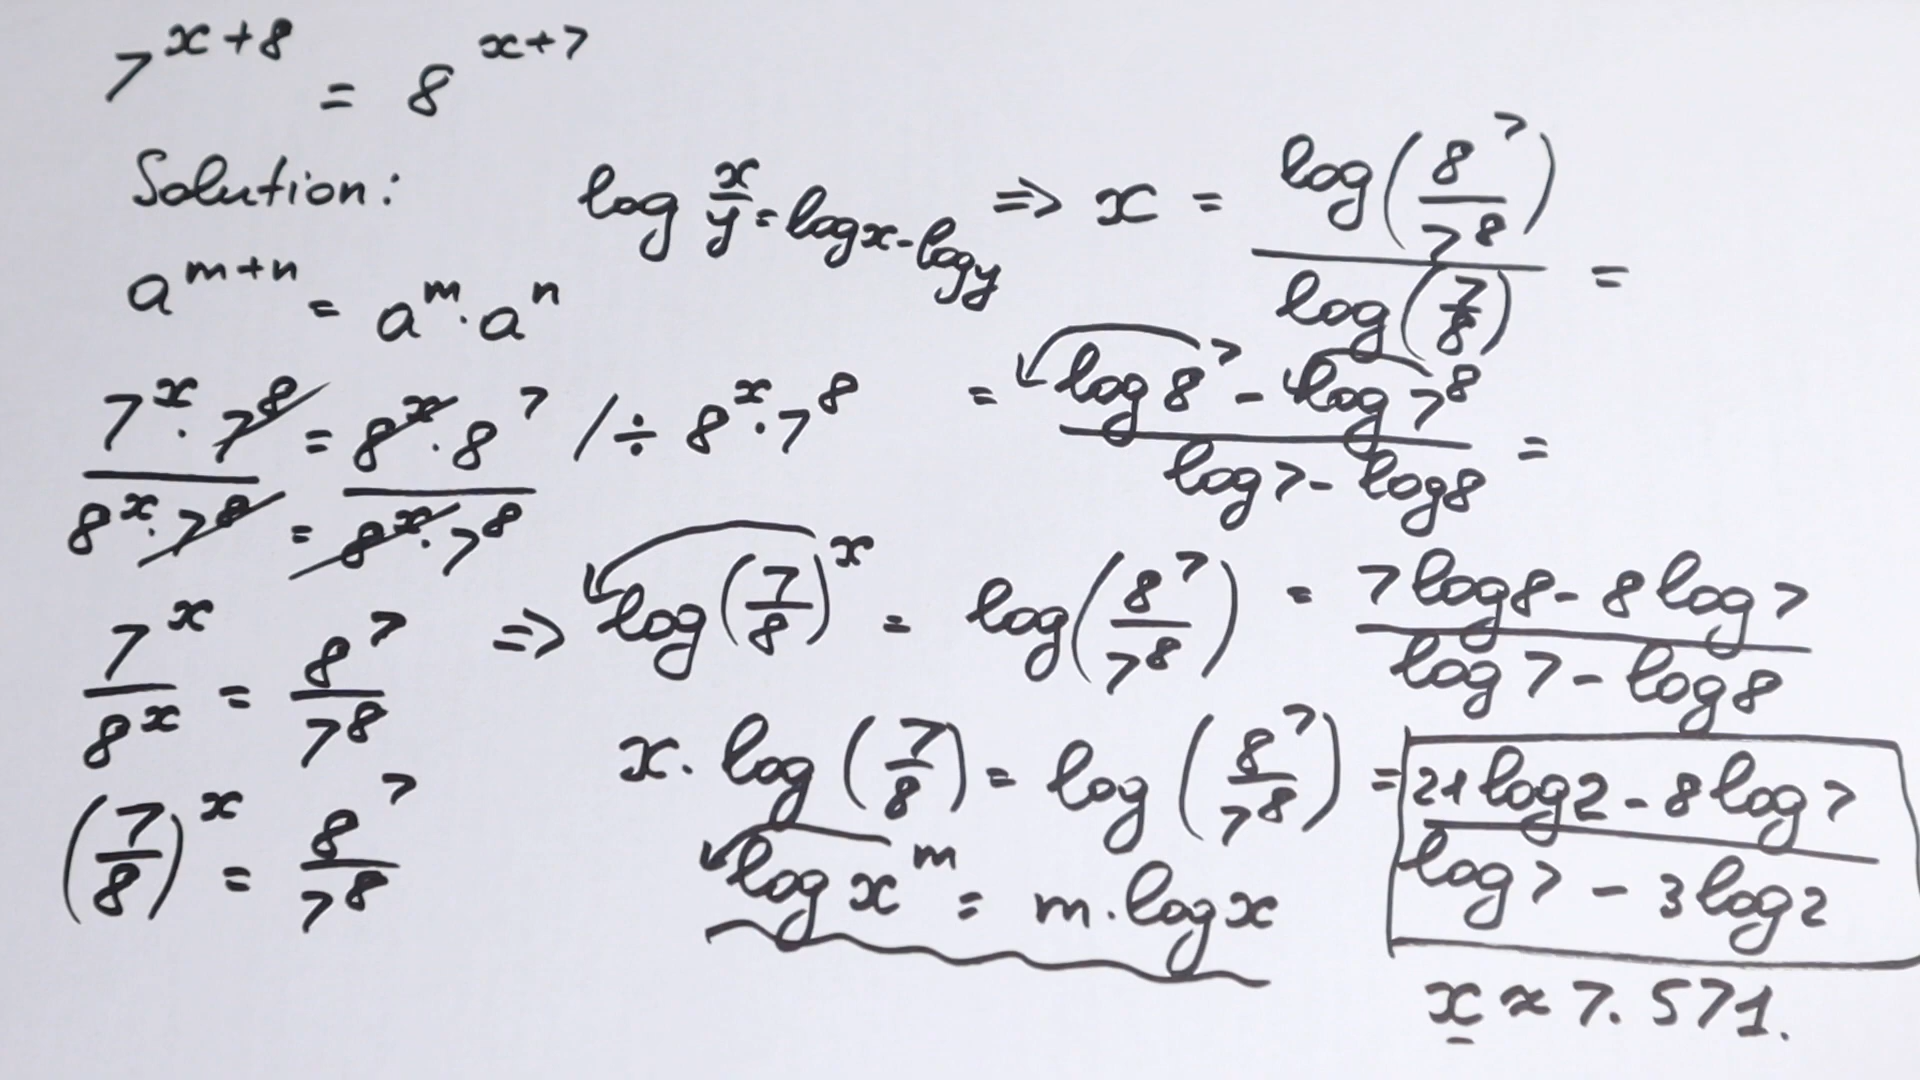 7^(x+8) = 8^(x+7)
Solution:
a^(m+n) = a^m · a^n
7^x · 7^8 = 8^x · 8^7 / ÷ 8^x · 7^8
8^x · 7^8 = 8^x · 7^8
7^x/8^x = 8^7/7^8
(7/8)^x = 8^7/7^8
log x/y = log x - log y
⇒ log(7/8)^x = log(8^7/7^8)
x · log(7/8) = log(8^7/7^8)
log x^m = m · log x
⇒ x = log(8^7/7^8)/log(7/8) =
= (log 8^7 - log 7^8)/(log 7 - log 8) =
= (7 log 8 - 8 log 7)/(log 7 - log 8)
= (21 log 2 - 8 log 7)/(log 7 - 3 log 2)
x ≈ 7.571.